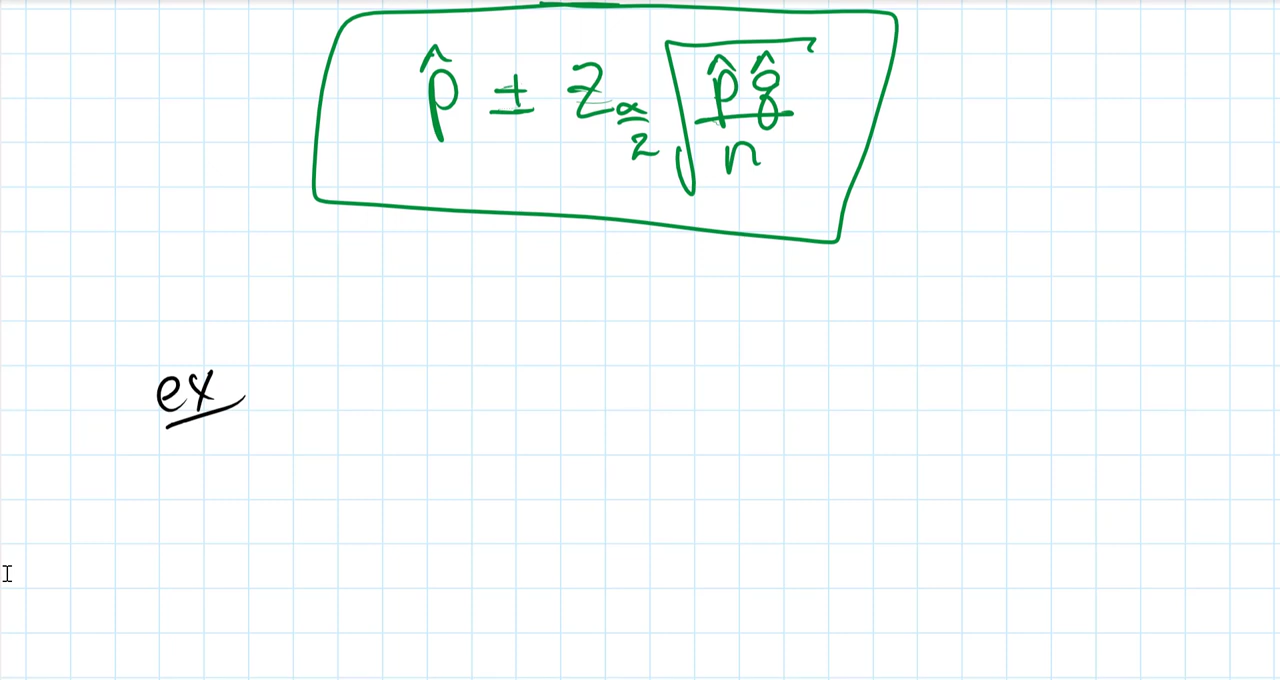 p̂ ± z_{α/2} √(p̂q̂/n)
ex